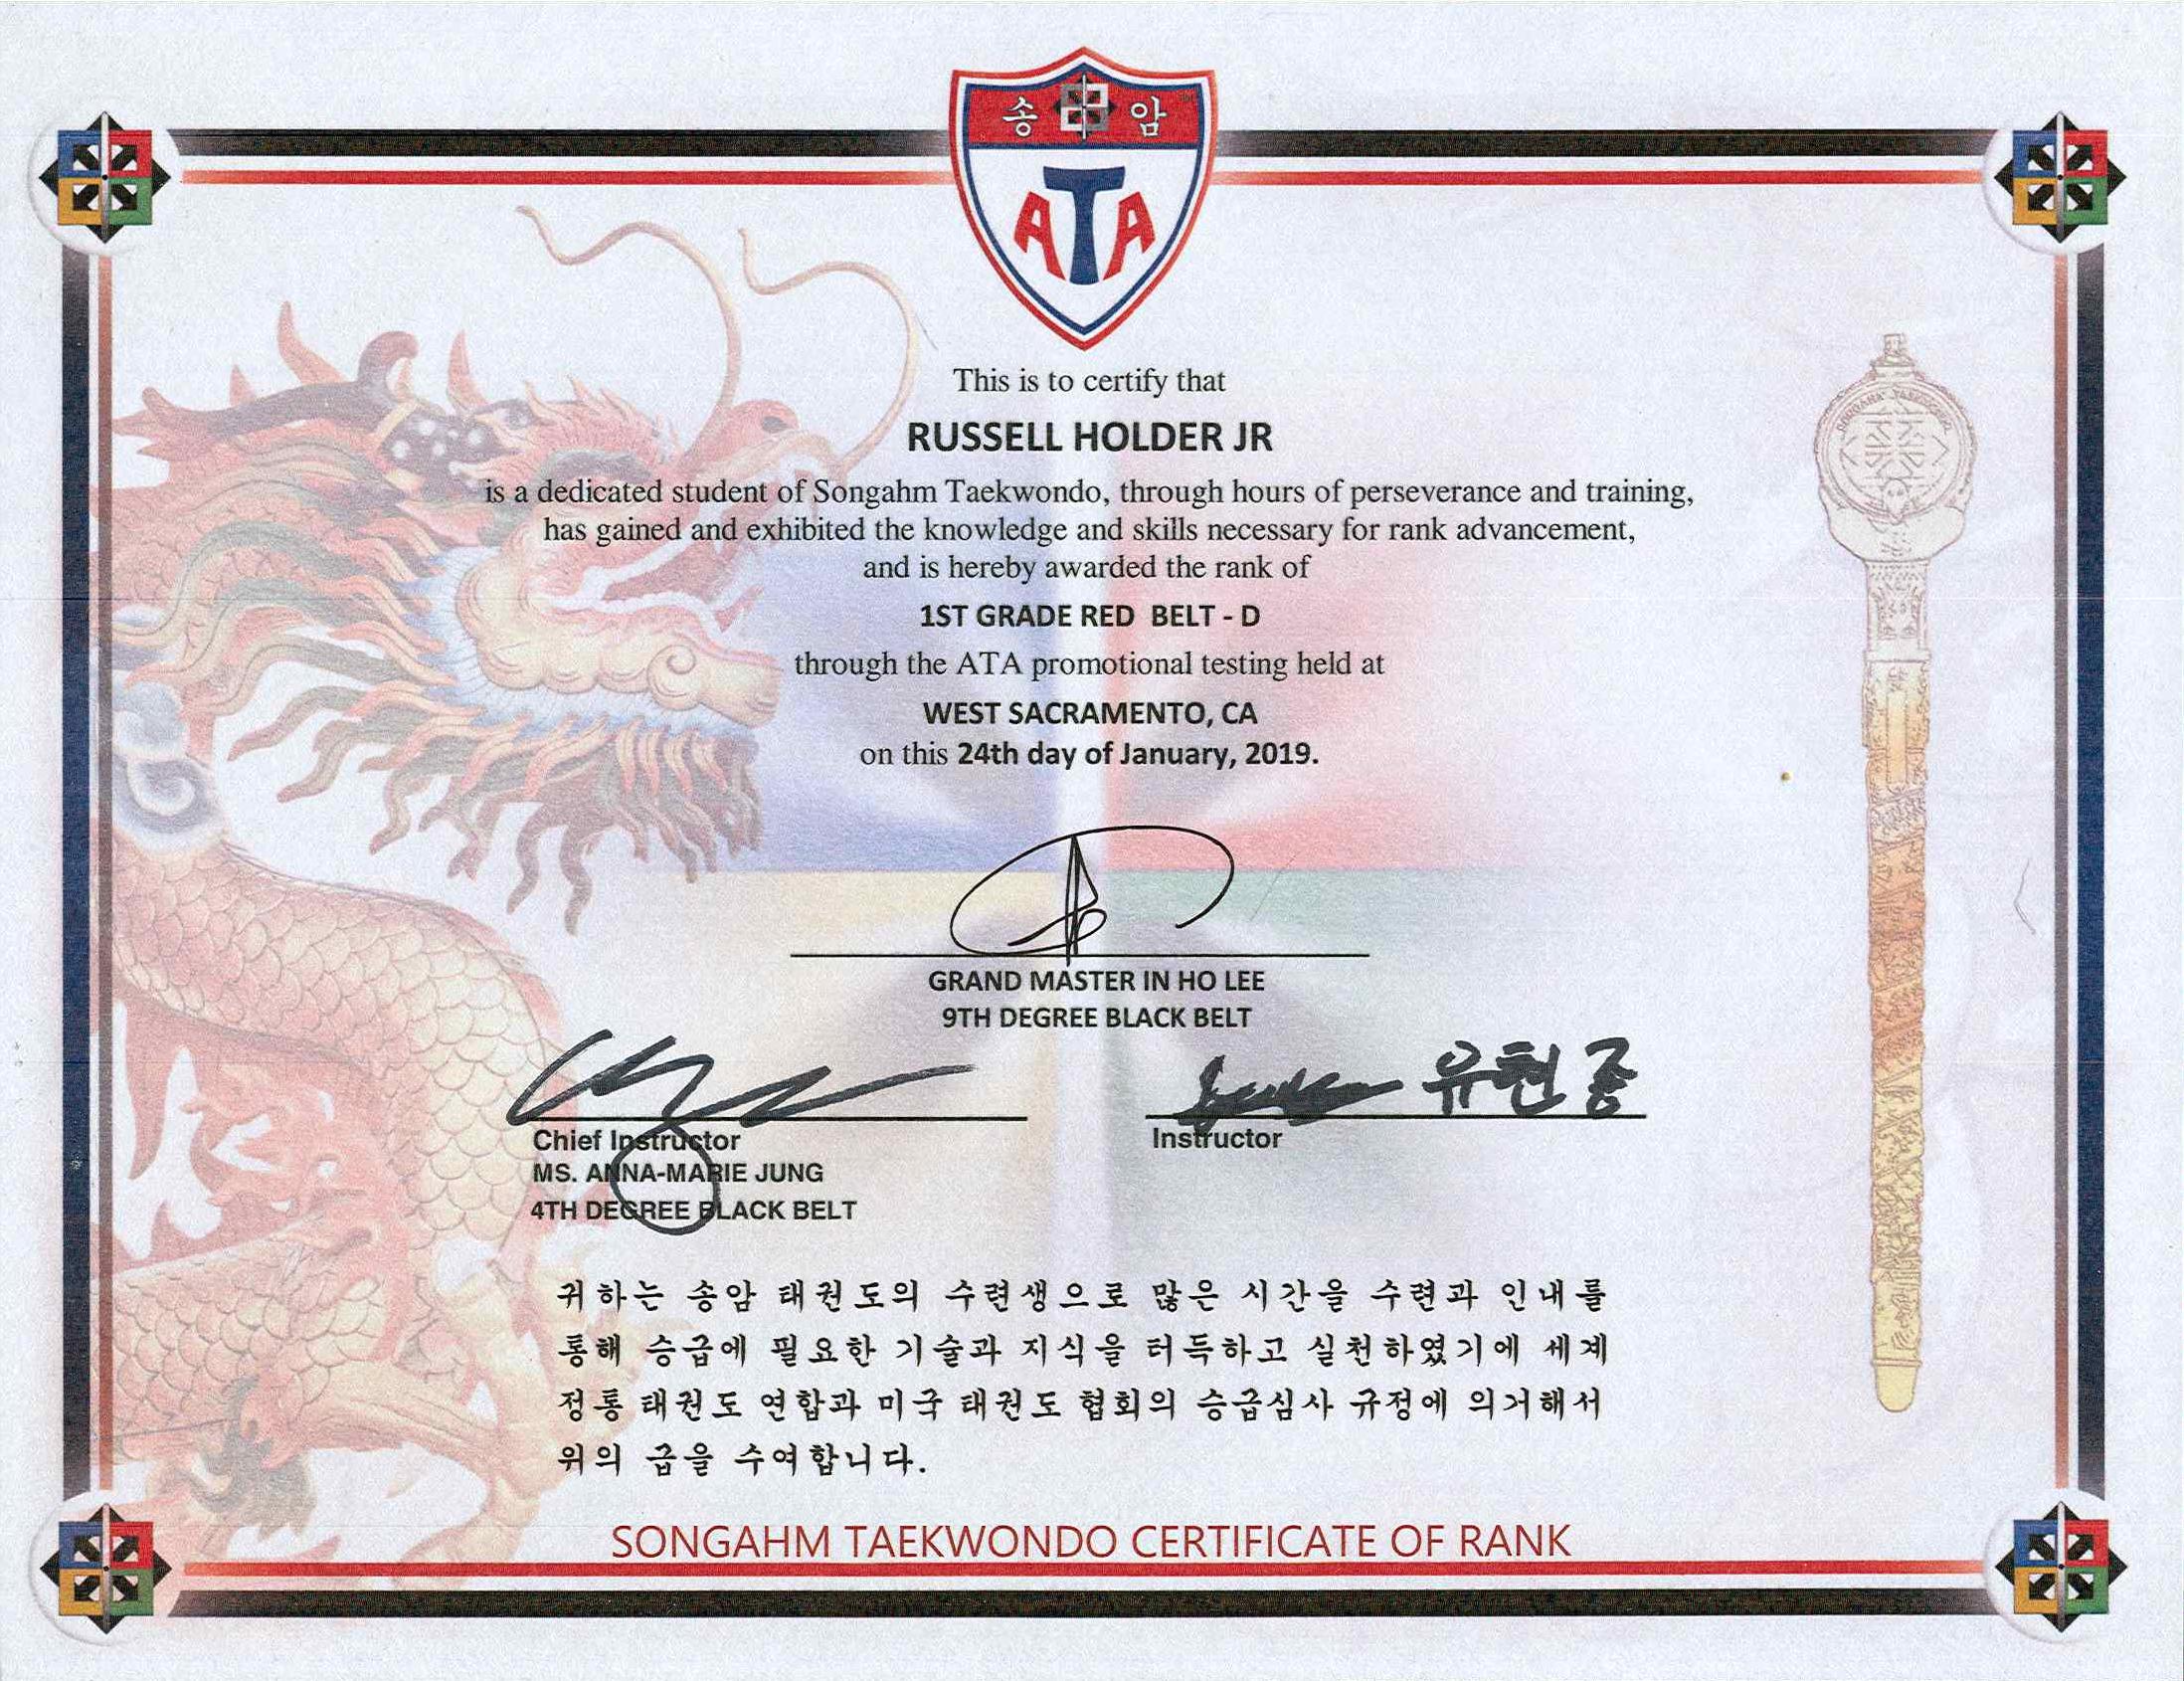 송 암
ATA
This is to certify that
RUSSELL HOLDER JR
is a dedicated student of Songahm Taekwondo, through hours of perseverance and training,
has gained and exhibited the knowledge and skills necessary for rank advancement,
and is hereby awarded the rank of
1ST GRADE RED BELT - D
through the ATA promotional testing held at
WEST SACRAMENTO, CA
on this 24th day of January, 2019.
GRAND MASTER IN HO LEE
9TH DEGREE BLACK BELT
유현종
Chief Instructor
Instructor
MS. ANNA-MARIE JUNG
4TH DEGREE BLACK BELT
귀하는 송암 태권도의 수련생으로 많은 시간을 수련과 인내를
통해 승급에 필요한 기술과 지식을 터득하고 실천하였기에 세계
정통 태권도 연합과 미국 태권도 협회의 승급심사 규정에 의거해서
위의 급을 수여합니다.
SONGAHM TAEKWONDO CERTIFICATE OF RANK